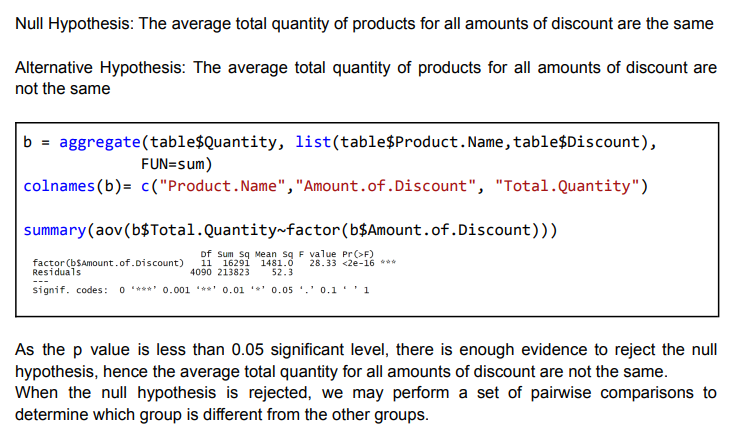 Null Hypothesis: The average total quantity of products for all amounts of discount are the same
Alternative Hypothesis: The average total quantity of products for all amounts of discount are
not the same
b = aggregate(table$Quantity, list(table$Product.Name,table$Discount),
FUN=sum)
colnames(b)= c("Product.Name","Amount.of.Discount", "Total.Quantity")
summary(aov(b$Total.Quantity~factor(b$Amount.of.Discount)))
Df Sum Sq Mean Sq F value Pr(>F)
factor(b$Amount.of.Discount) 11 16291 1481.0 28.33 <2e-16 ***
Residuals 4090 213823 52.3
---
Signif. codes: 0 '***' 0.001 '**' 0.01 '*' 0.05 '.' 0.1 ' ' 1
As the p value is less than 0.05 significant level, there is enough evidence to reject the null
hypothesis, hence the average total quantity for all amounts of discount are not the same.
When the null hypothesis is rejected, we may perform a set of pairwise comparisons to
determine which group is different from the other groups.